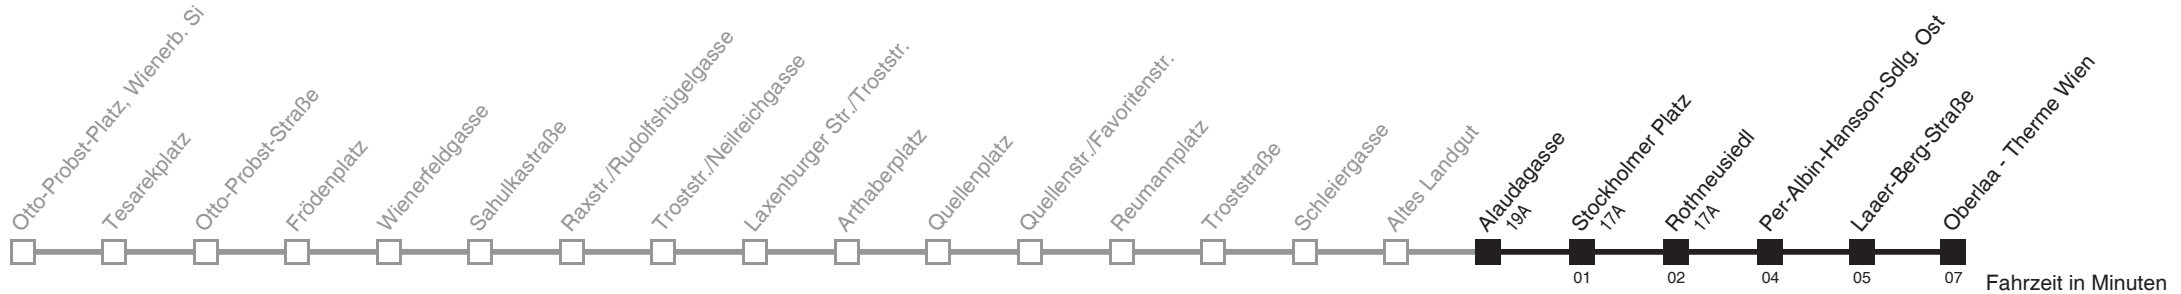 Otto-Probst-Platz, Wienerb. Si
Tesarekplatz
Otto-Probst-Straße
Frödenplatz
Wienerfeldgasse
Sahulkastraße
Raxstr./Rudolfshügelgasse
Troststr./Neilreichgasse
Laxenburger Str./Troststr.
Arthaberplatz
Quellenplatz
Quellenstr./Favoritenstr.
Reumannplatz
Troststraße
Schleiergasse
Altes Landgut
Alaudagasse
19A
Stockholmer Platz
17A
Rothneusiedl
17A
Per-Albin-Hansson-Sdlg. Ost
Laaer-Berg-Straße
Oberlaa - Therme Wien
01
02
04
05
07
Fahrzeit in Minuten